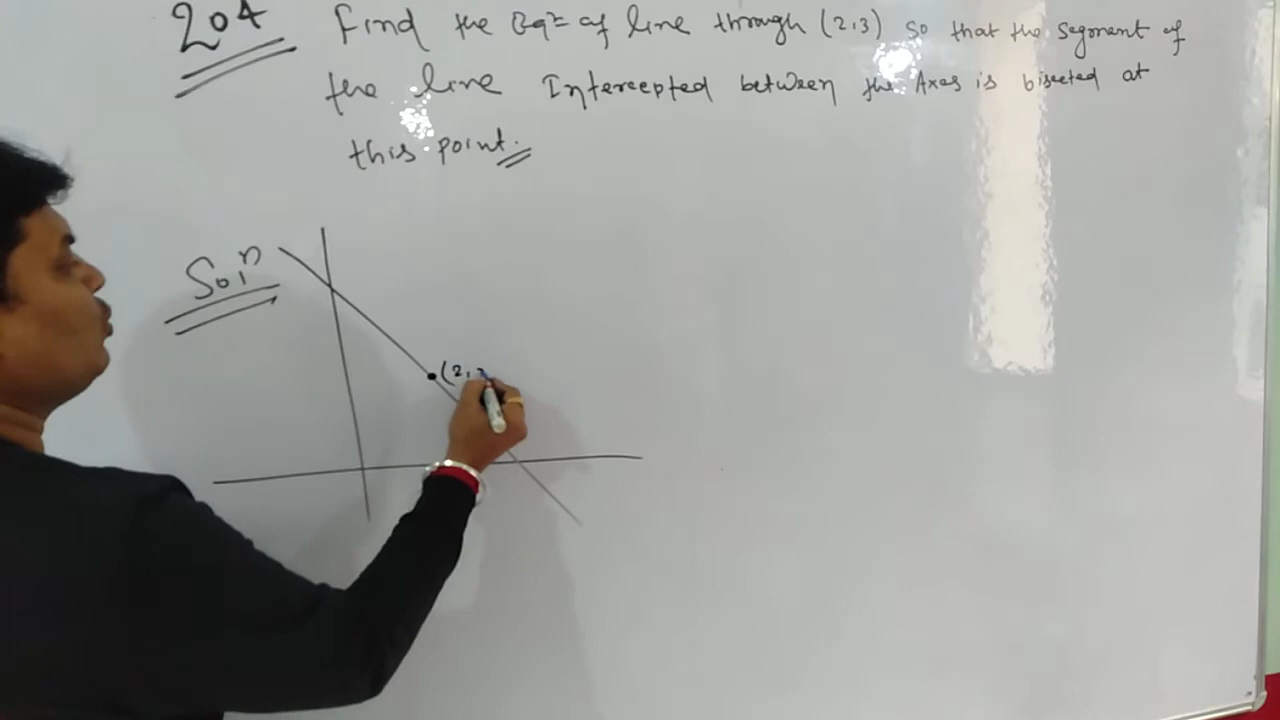 204 Find the Eqn of line through (2,3) so that the segment of
the line Intercepted between the Axes is bisected at
this point.
Soln
(2,